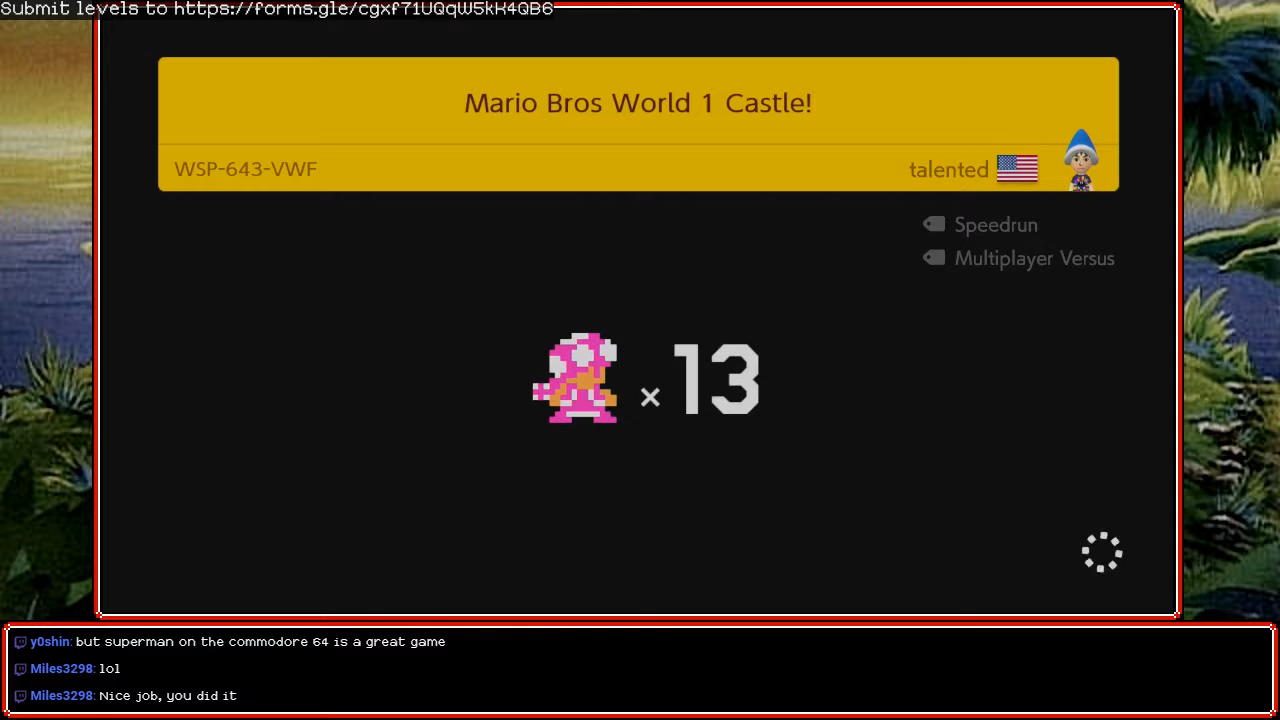 Submit levels to https://forms.gle/cgxf71UQqW5kH4QB6
Mario Bros World 1 Castle!
WSP-643-VWF
talented
Speedrun
Multiplayer Versus
× 13
y0shin: but superman on the commodore 64 is a great game
Miles3298: lol
Miles3298: Nice job, you did it